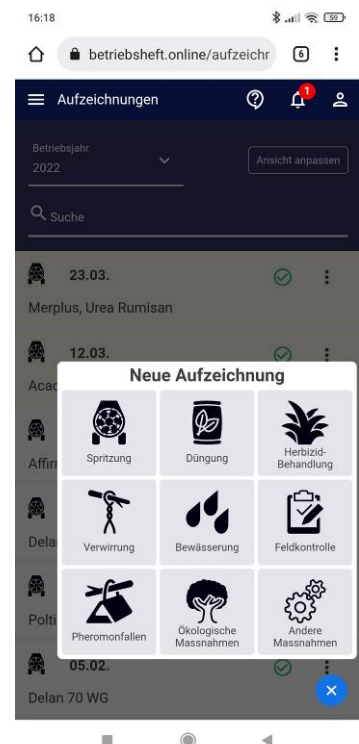 16:18
59
betriebsheft.online/aufzeichr
6
Aufzeichnungen
1
Betriebsjahr
2022
Ansicht anpassen
Suche
23.03.
Merplus, Urea Rumisan
12.03.
Acad
Neue Aufzeichnung
Spritzung
Düngung
Herbizid-
Behandlung
Affirr
Verwirrung
Bewässerung
Feldkontrolle
Dela
Pheromonfallen
Ökologische
Massnahmen
Andere
Massnahmen
Polti
05.02.
Delan 70 WG